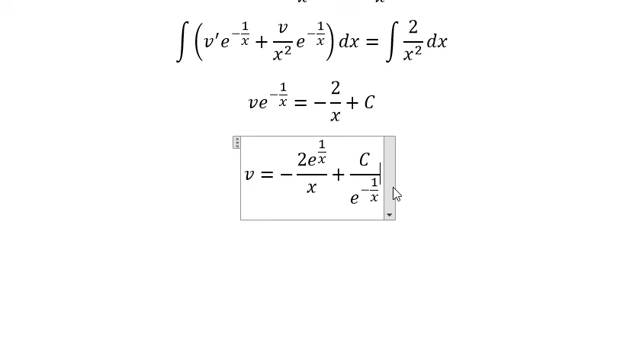 ∫ (v′e^{-1/x} + v/x² e^{-1/x}) dx = ∫ 2/x² dx
ve^{-1/x} = −2/x + C
v = −2e^{1/x}/x + C/e^{-1/x}